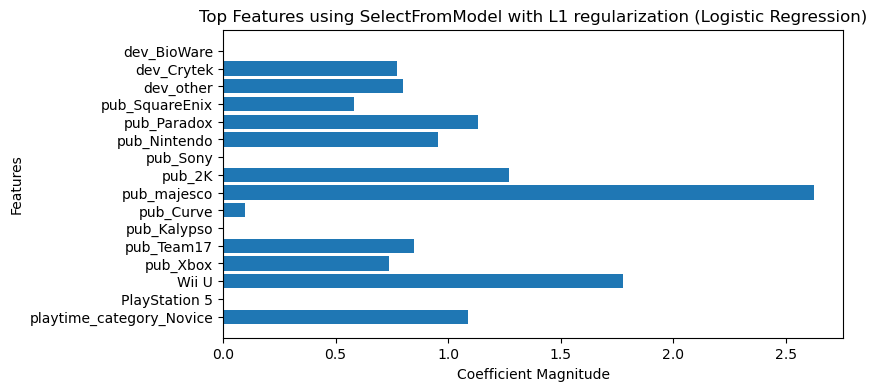 Top Features using SelectFromModel with L1 regularization (Logistic Regression)
Features
dev_BioWare
dev_Crytek
dev_other
pub_SquareEnix
pub_Paradox
pub_Nintendo
pub_Sony
pub_2K
pub_majesco
pub_Curve
pub_Kalypso
pub_Team17
pub_Xbox
Wii U
PlayStation 5
playtime_category_Novice
0.0 0.5 1.0 1.5 2.0 2.5
Coefficient Magnitude